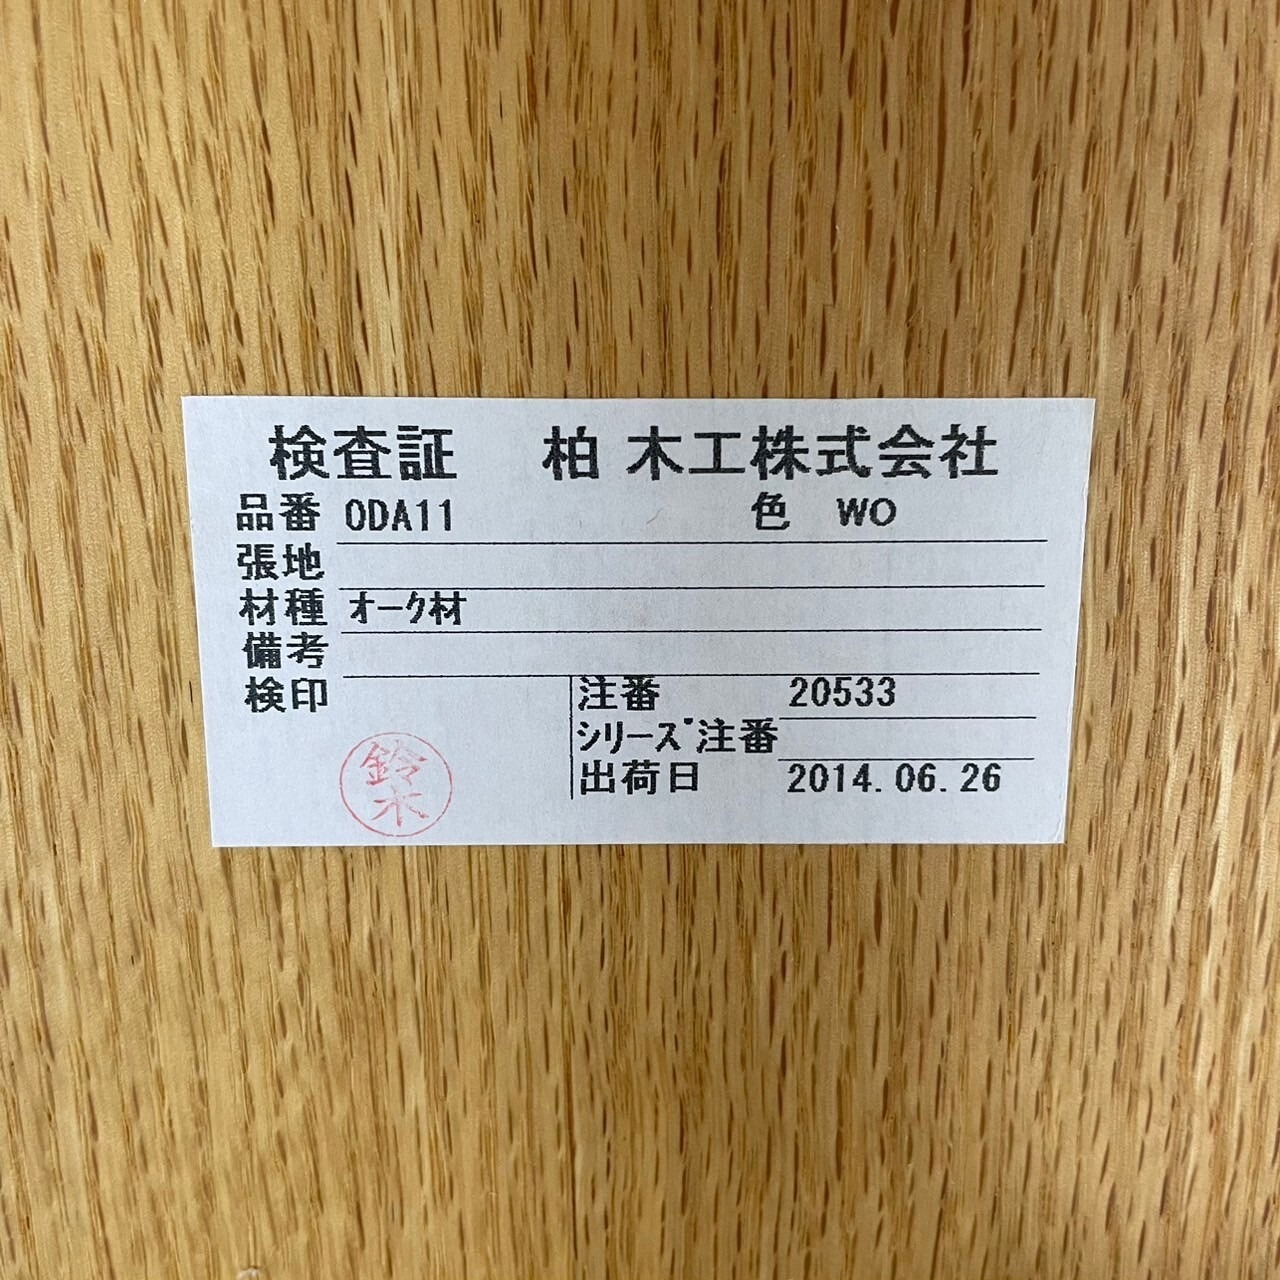 検査証 柏木工株式会社
品番 ODA11 色 WO
張地
材種 オーク材
備考
検印 注番 20533
シリーズ注番
出荷日 2014.06.26
鈴木